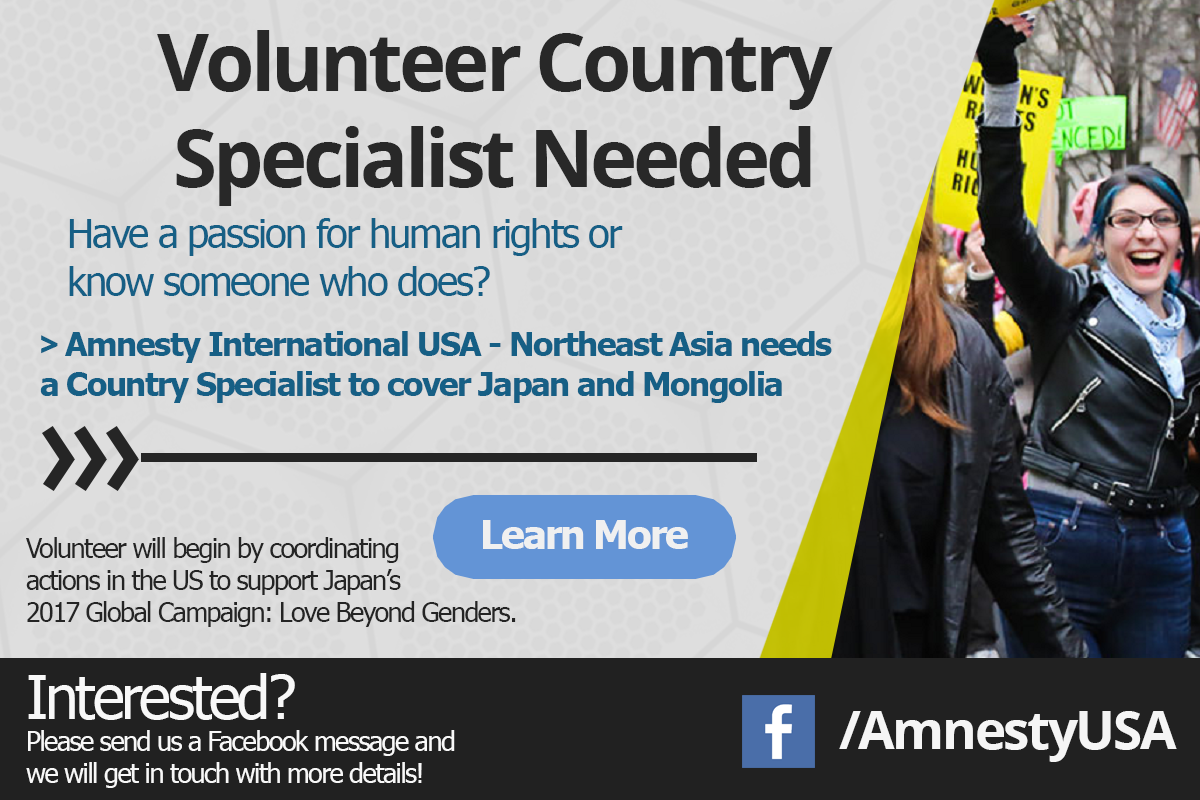 Volunteer Country
Specialist Needed
Have a passion for human rights or
know someone who does?
> Amnesty International USA - Northeast Asia needs
a Country Specialist to cover Japan and Mongolia
Learn More
Volunteer will begin by coordinating
actions in the US to support Japan’s
2017 Global Campaign: Love Beyond Genders.
Interested?
Please send us a Facebook message and
we will get in touch with more details!
f /AmnestyUSA